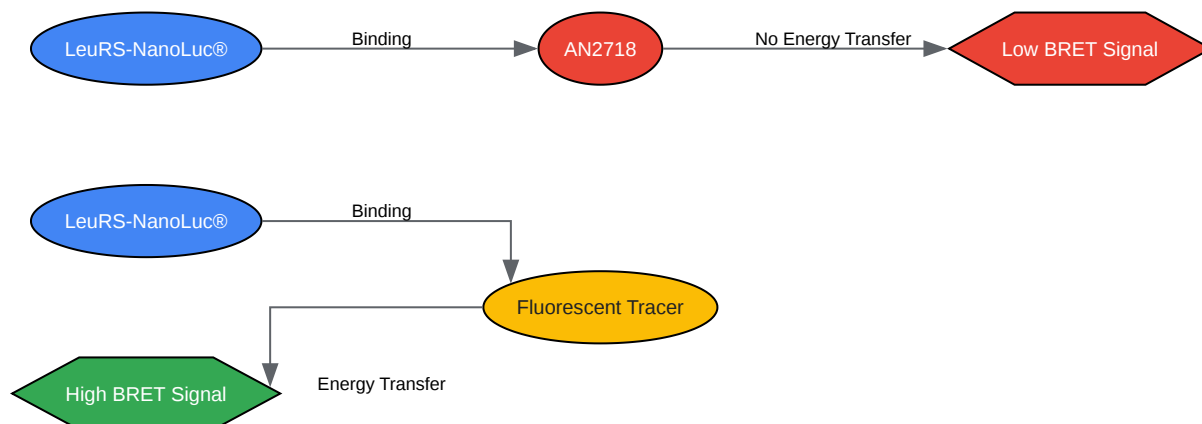 LeuRS-NanoLuc®
Binding
AN2718
No Energy Transfer
Low BRET Signal
LeuRS-NanoLuc®
Binding
Fluorescent Tracer
High BRET Signal
Energy Transfer